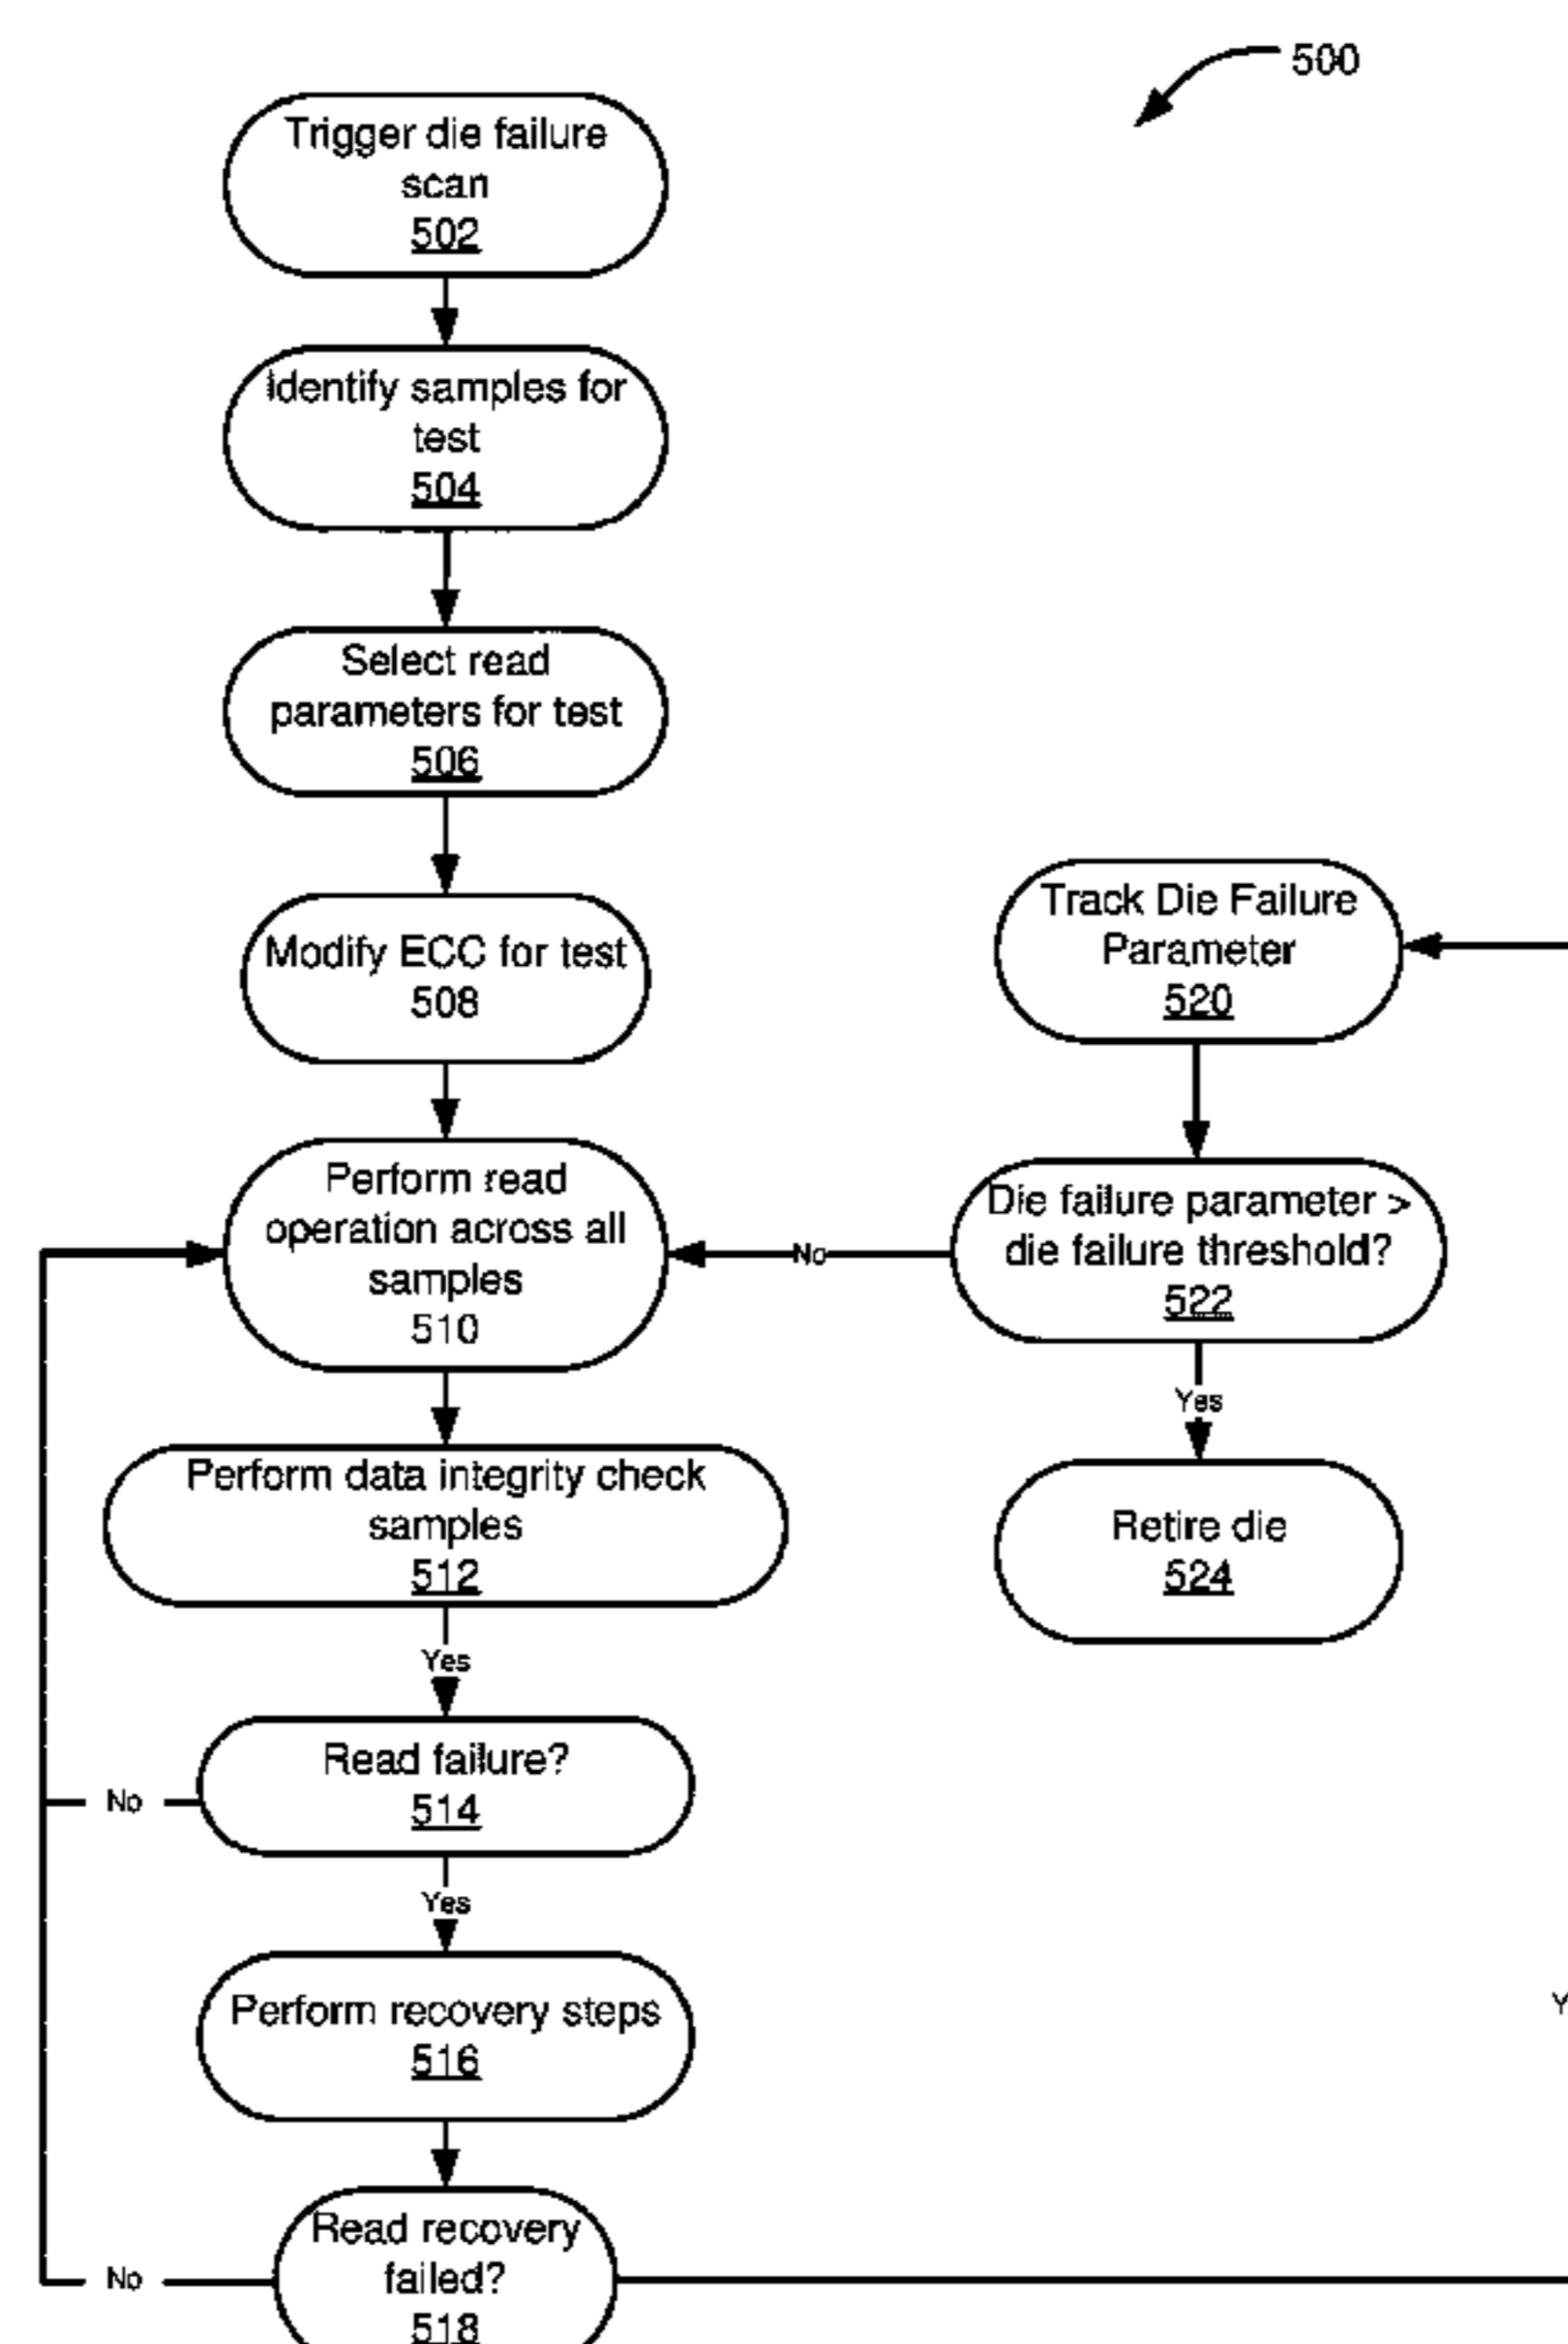 500
Trigger die failure
scan
502
Identify samples for
test
504
Select read
parameters for test
506
Modify ECC for test
508
Perform read
operation across all
samples
510
Perform data integrity check
samples
512
Yes
Read failure?
514
No
Yes
Perform recovery steps
516
Read recovery
failed?
518
No
Track Die Failure
Parameter
520
Die failure parameter >
die failure threshold?
522
No
Yes
Retire die
524